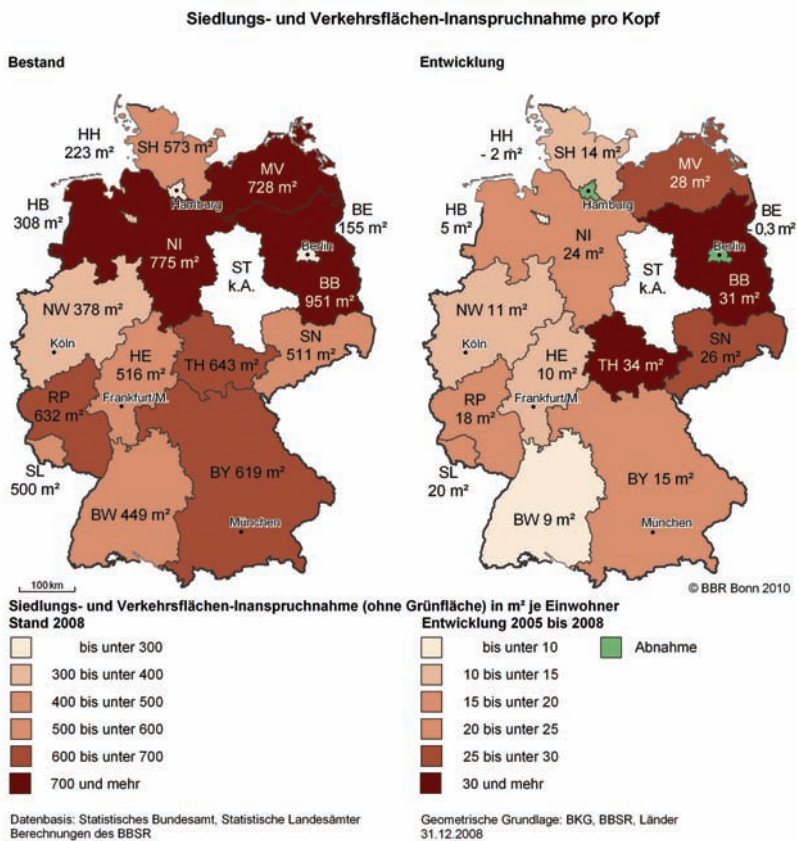 Siedlungs- und Verkehrsflächen-Inanspruchnahme pro Kopf
Bestand
HH
223 m²
SH 573 m²
MV
728 m²
Hamburg
HB
308 m²
BE
155 m²
NI
775 m²
Berlin
ST
k.A.
BB
951 m²
NW 378 m²
Köln
SN
511 m²
HE
516 m²
TH 643 m²
Frankfurt/M.
RP
632 m²
SL
500 m²
BY 619 m²
BW 449 m²
München
100 km
Entwicklung
HH
- 2 m²
SH 14 m²
MV
28 m²
Hamburg
HB
5 m²
BE
- 0,3 m²
NI
24 m²
Berlin
ST
k.A.
BB
31 m²
NW 11 m²
Köln
SN
26 m²
HE
10 m²
TH 34 m²
Frankfurt/M.
RP
18 m²
SL
20 m²
BY 15 m²
BW 9 m²
München
© BBR Bonn 2010
Siedlungs- und Verkehrsflächen-Inanspruchnahme (ohne Grünfläche) in m² je Einwohner
Stand 2008
bis unter 300
300 bis unter 400
400 bis unter 500
500 bis unter 600
600 bis unter 700
700 und mehr
Entwicklung 2005 bis 2008
bis unter 10
Abnahme
10 bis unter 15
15 bis unter 20
20 bis unter 25
25 bis unter 30
30 und mehr
Datenbasis: Statistisches Bundesamt, Statistische Landesämter
Berechnungen des BBSR
Geometrische Grundlage: BKG, BBSR, Länder
31.12.2008